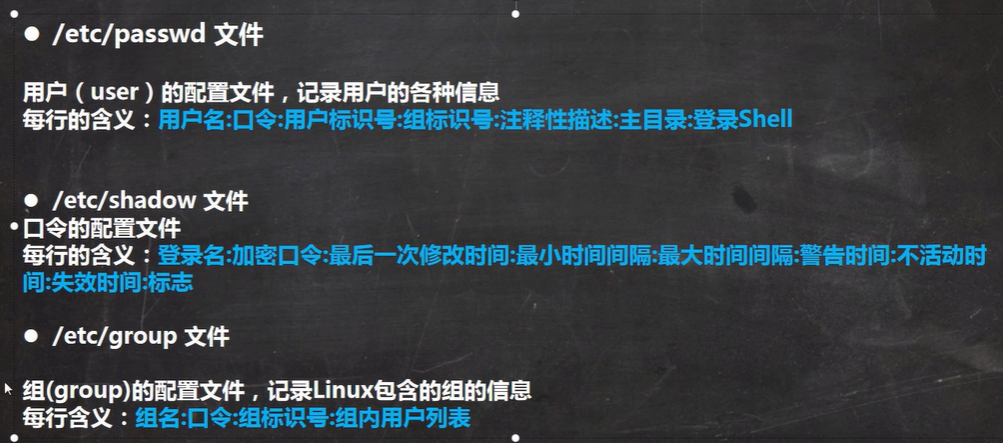 ● /etc/passwd 文件
用户（user）的配置文件，记录用户的各种信息
每行的含义：用户名:口令:用户标识号:组标识号:注释性描述:主目录:登录Shell
● /etc/shadow 文件
口令的配置文件
每行的含义：登录名:加密口令:最后一次修改时间:最小时间间隔:最大时间间隔:警告时间:不活动时
间:失效时间:标志
● /etc/group 文件
组(group)的配置文件，记录Linux包含的组的信息
每行含义：组名:口令:组标识号:组内用户列表